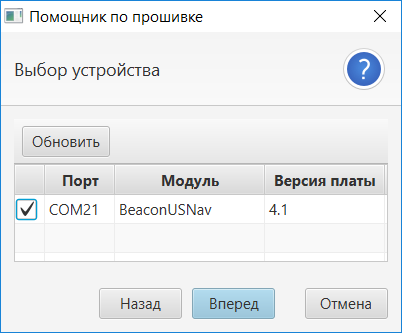 Помощник по прошивке
Выбор устройства
?
Обновить
Порт Модуль Версия платы
COM21 BeaconUSNav 4.1
Назад Вперед Отмена